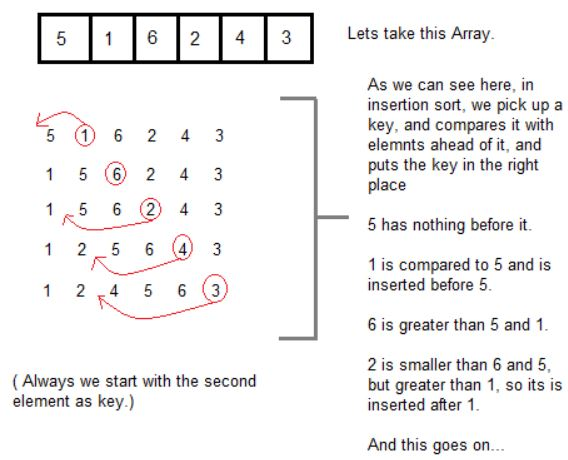 5 1 6 2 4 3
Lets take this Array.
As we can see here, in
insertion sort, we pick up a
key, and compares it with
elemnts ahead of it, and
puts the key in the right
place
5 1 6 2 4 3
1 5 6 2 4 3
1 5 6 2 4 3
1 2 5 6 4 3
1 2 4 5 6 3
5 has nothing before it.
1 is compared to 5 and is
inserted before 5.
6 is greater than 5 and 1.
2 is smaller than 6 and 5,
but greater than 1, so its is
inserted after 1.
And this goes on...
( Always we start with the second
element as key.)